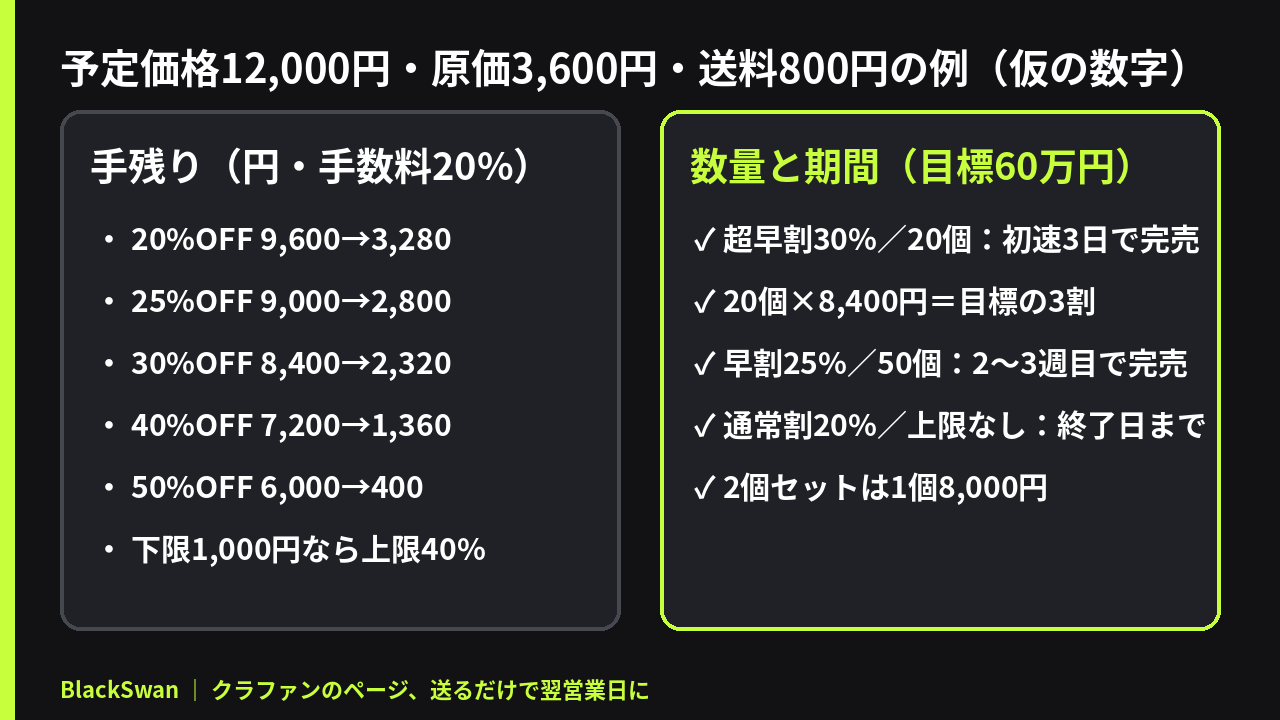 予定価格12,000円・原価3,600円・送料800円の例（仮の数字）
手残り（円・手数料20%）
・ 20%OFF 9,600→3,280
・ 25%OFF 9,000→2,800
・ 30%OFF 8,400→2,320
・ 40%OFF 7,200→1,360
・ 50%OFF 6,000→400
・ 下限1,000円なら上限40%
数量と期間（目標60万円）
✓ 超早割30%／20個：初速3日で完売
✓ 20個×8,400円＝目標の3割
✓ 早割25%／50個：2〜3週目で完売
✓ 通常割20%／上限なし：終了日まで
✓ 2個セットは1個8,000円
BlackSwan｜クラファンのページ、送るだけで翌営業日に